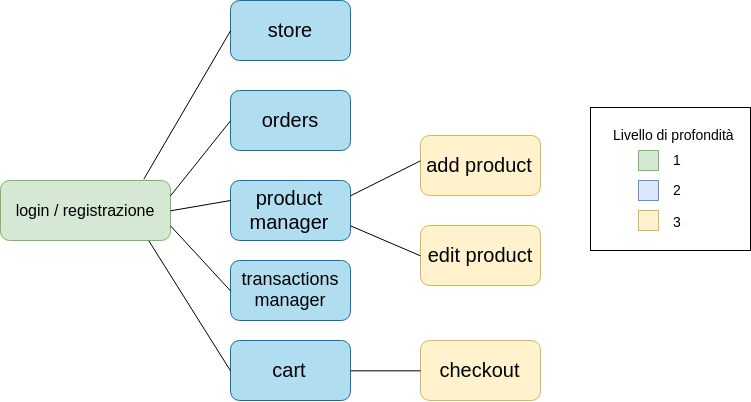 store
orders
login / registrazione
product
manager
transactions
manager
cart
add product
edit product
checkout
Livello di profondità
1
2
3